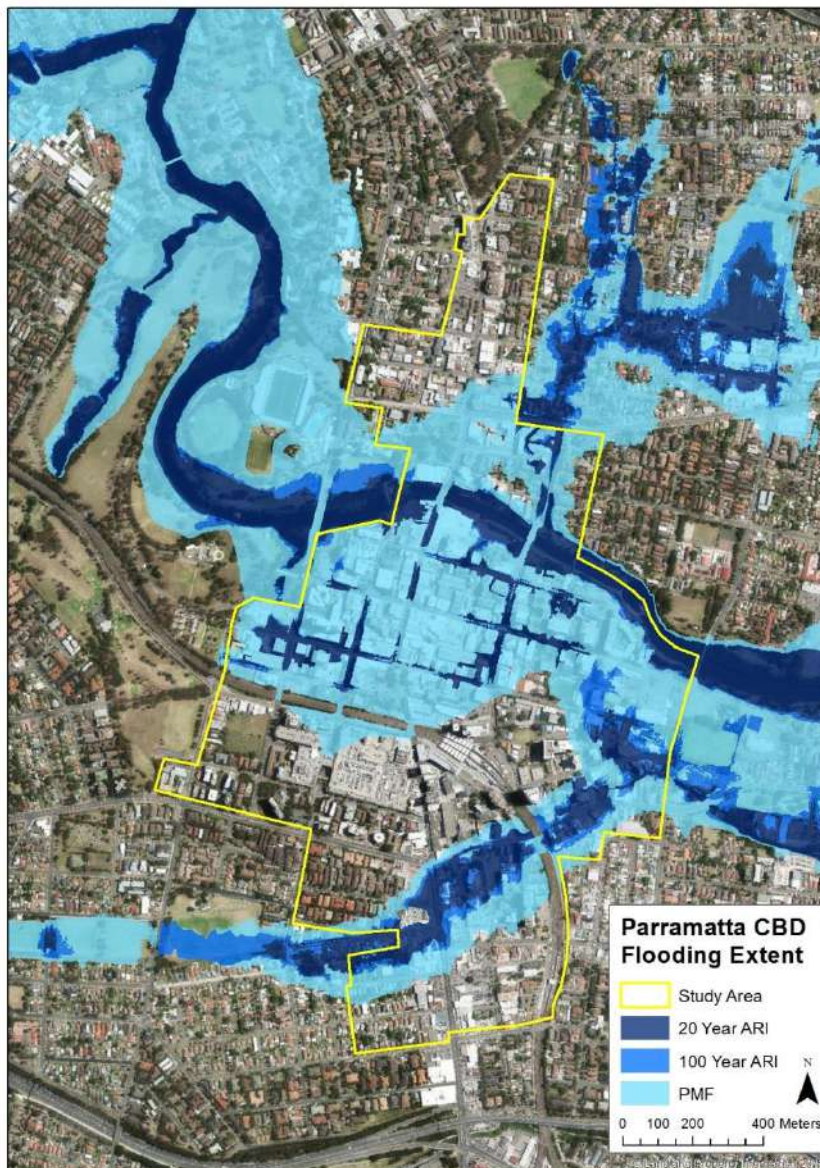 Parramatta CBD
Flooding Extent
Study Area
20 Year ARI
100 Year ARI
PMF
N
0 100 200 400 Meters